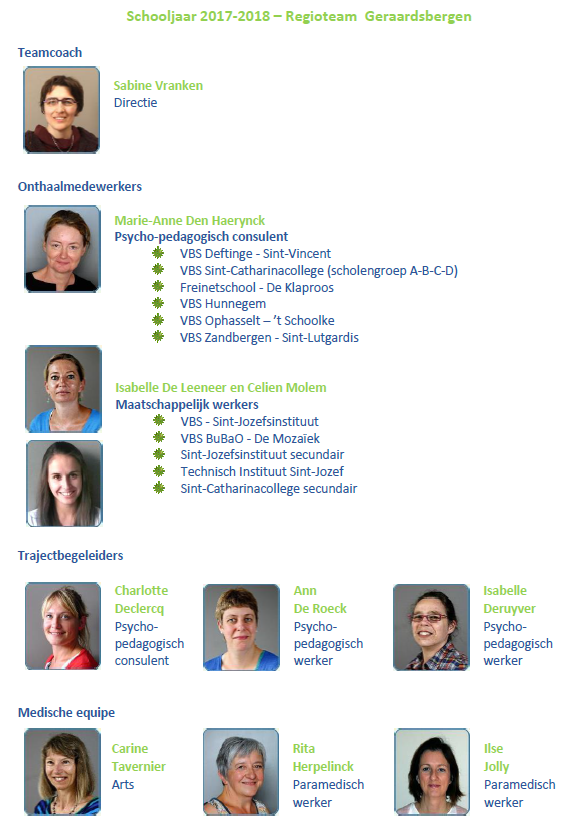 Schooljaar 2017-2018 – Regioteam Geraardsbergen
Teamcoach
Sabine Vranken
Directie
Onthaalmedewerkers
Marie-Anne Den Haerynck
Psycho-pedagogisch consulent
VBS Deftinge - Sint-Vincent
VBS Sint-Catharinacollege (scholengroep A-B-C-D)
Freinetschool - De Klaproos
VBS Hunnegem
VBS Ophasselt – 't Schoolke
VBS Zandbergen - Sint-Lutgardis
Isabelle De Leeneer en Celien Molem
Maatschappelijk werkers
VBS - Sint-Jozefsinstituut
VBS BuBaO - De Mozaïek
Sint-Jozefsinstituut secundair
Technisch Instituut Sint-Jozef
Sint-Catharinacollege secundair
Trajectbegeleiders
Charlotte
Declercq
Psycho-
pedagogisch
consulent
Ann
De Roeck
Psycho-
pedagogisch
werker
Isabelle
Deruyver
Psycho-
pedagogisch
werker
Medische equipe
Carine
Tavernier
Arts
Rita
Herpelinck
Paramedisch
werker
Ilse
Jolly
Paramedisch
werker